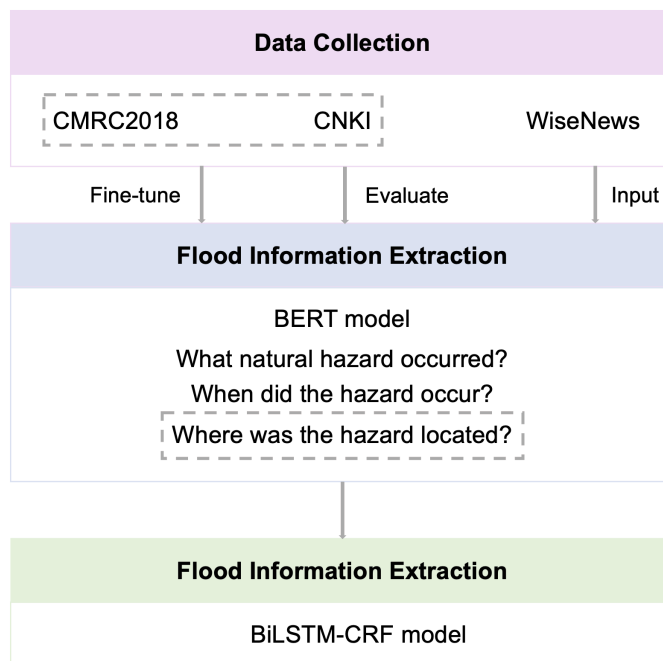 Data Collection
CMRC2018 CNKI WiseNews
Fine-tune Evaluate Input
Flood Information Extraction
BERT model
What natural hazard occurred?
When did the hazard occur?
Where was the hazard located?
Flood Information Extraction
BiLSTM-CRF model